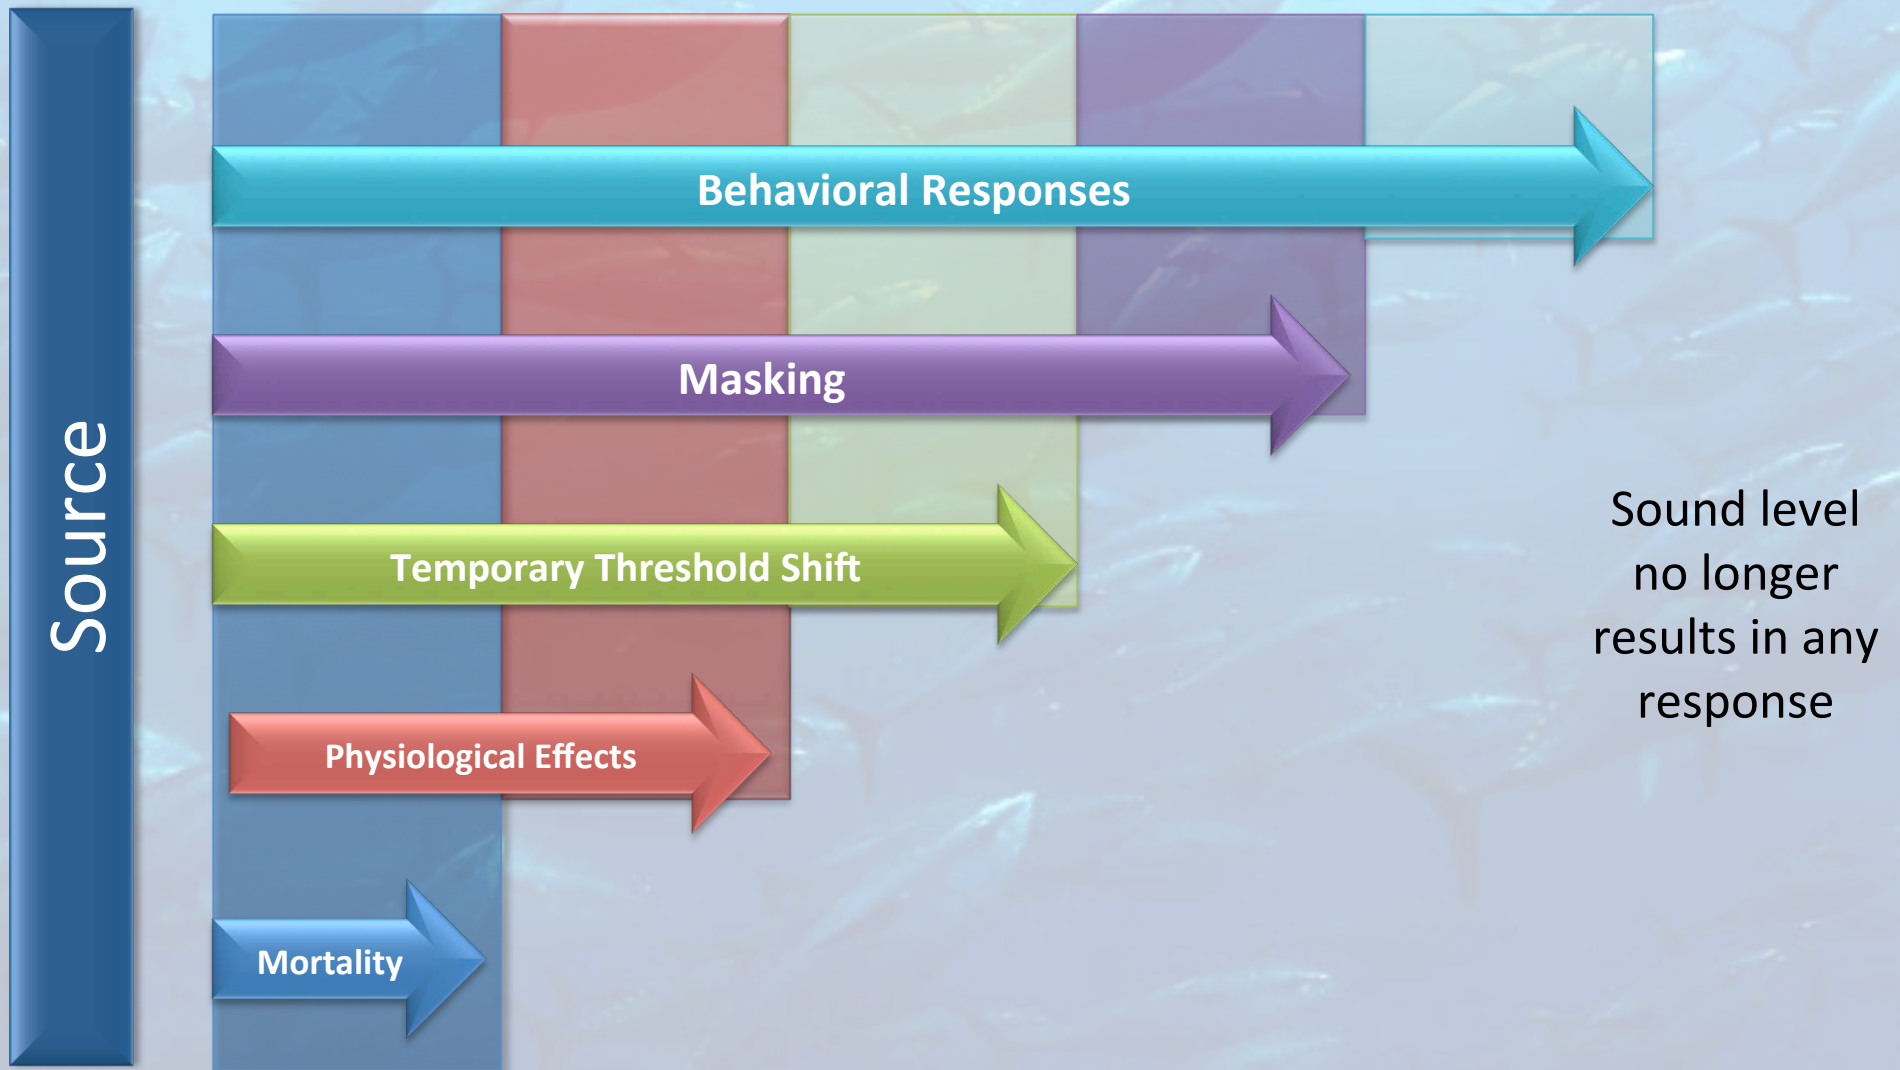 Source
Behavioral Responses
Masking
Temporary Threshold Shift
Physiological Effects
Mortality
Sound level
no longer
results in any
response